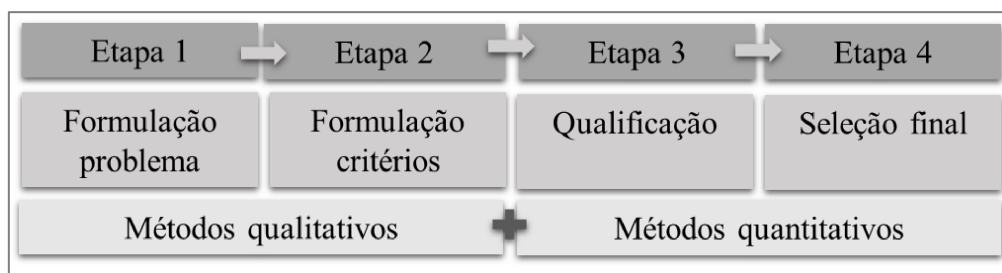 Etapa 1
Etapa 2
Etapa 3
Etapa 4
Formulação
problema
Formulação
critérios
Qualificação
Seleção final
Métodos qualitativos
Métodos quantitativos